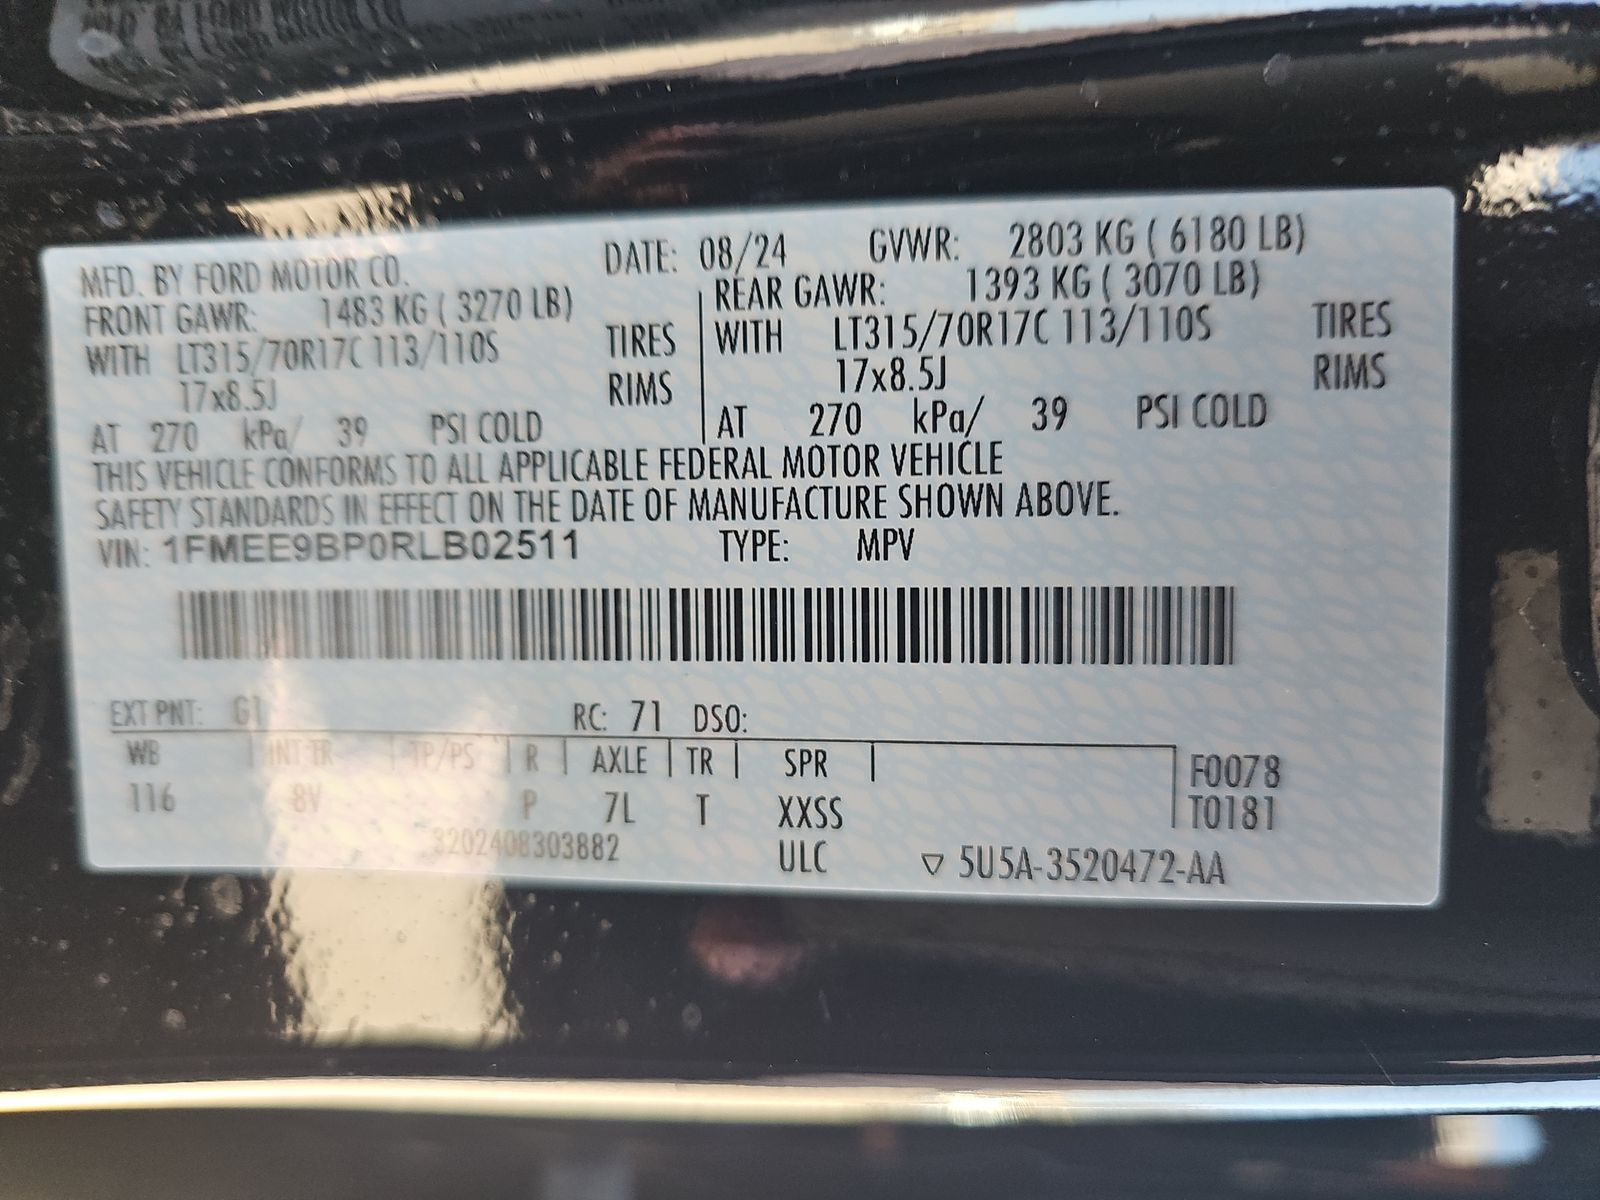 MFD. BY FORD MOTOR CO. DATE: 08/24 GVWR: 2803 KG ( 6180 LB)
FRONT GAWR: 1483 KG ( 3270 LB) REAR GAWR: 1393 KG ( 3070 LB)
WITH LT315/70R17C 113/110S TIRES WITH LT315/70R17C 113/110S TIRES
17x8.5J RIMS 17x8.5J RIMS
AT 270 kPa/ 39 PSI COLD AT 270 kPa/ 39 PSI COLD
THIS VEHICLE CONFORMS TO ALL APPLICABLE FEDERAL MOTOR VEHICLE
SAFETY STANDARDS IN EFFECT ON THE DATE OF MANUFACTURE SHOWN ABOVE.
VIN: 1FMEE9BP0RLB02511 TYPE: MPV
EXT PNT: G1 RC: 71 DSO:
WB INT TR TP/PS R AXLE TR SPR F0078
116 8V P 7L T XXSS T0181
3202408303882 ULC ▽ 5U5A-3520472-AA